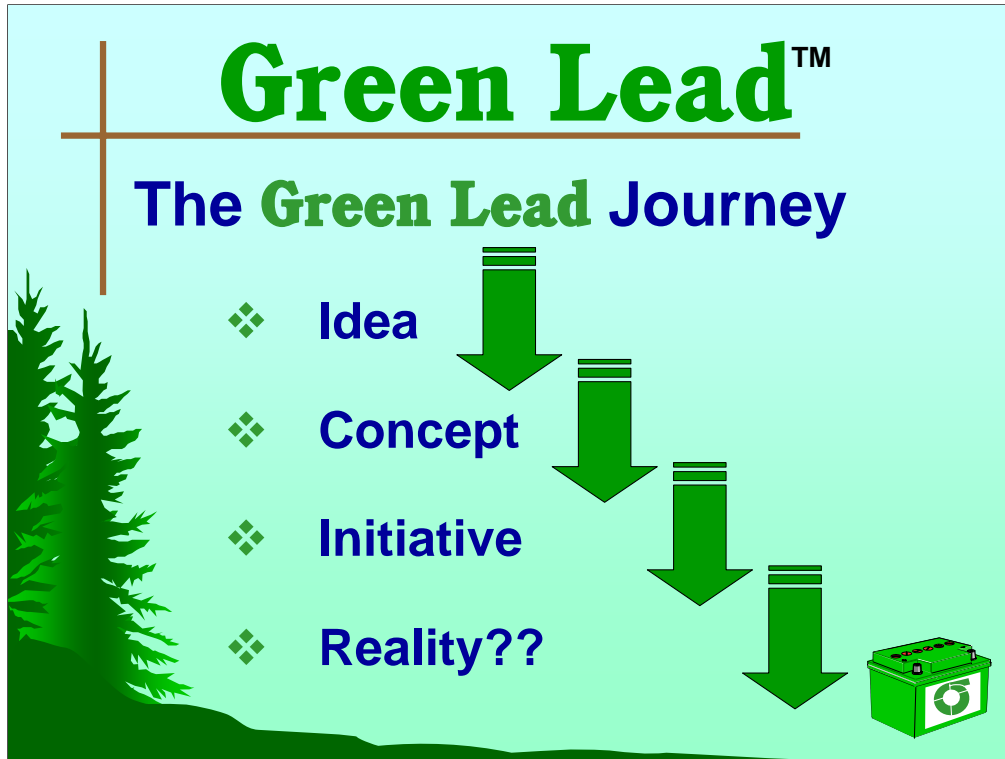 Green Lead™
The Green Lead Journey
❖ Idea
❖ Concept
❖ Initiative
❖ Reality??